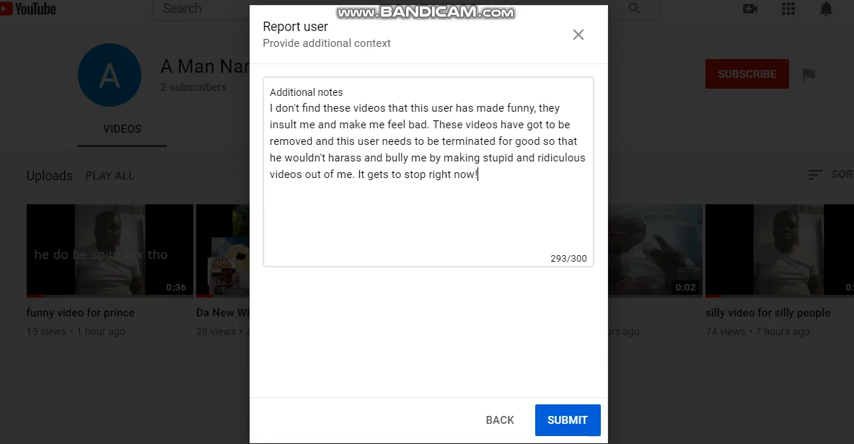 www.BANDICAM.com
YouTube
Search
Report user
Provide additional context
A Man Nar
2 subscribers
SUBSCRIBE
VIDEOS
Additional notes
I don't find these videos that this user has made funny, they
insult me and make me feel bad. These videos have got to be
removed and this user needs to be terminated for good so that
he wouldn't harass and bully me by making stupid and ridiculous
videos out of me. It gets to stop right now!
293/300
Uploads PLAY ALL
SOR
he do be spittin tho
0:36
0:02
0:
funny video for prince
Da New Wi
silly video for silly people
15 views • 1 hour ago
28 views •
urs ago
74 views • 7 hours ago
BACK
SUBMIT